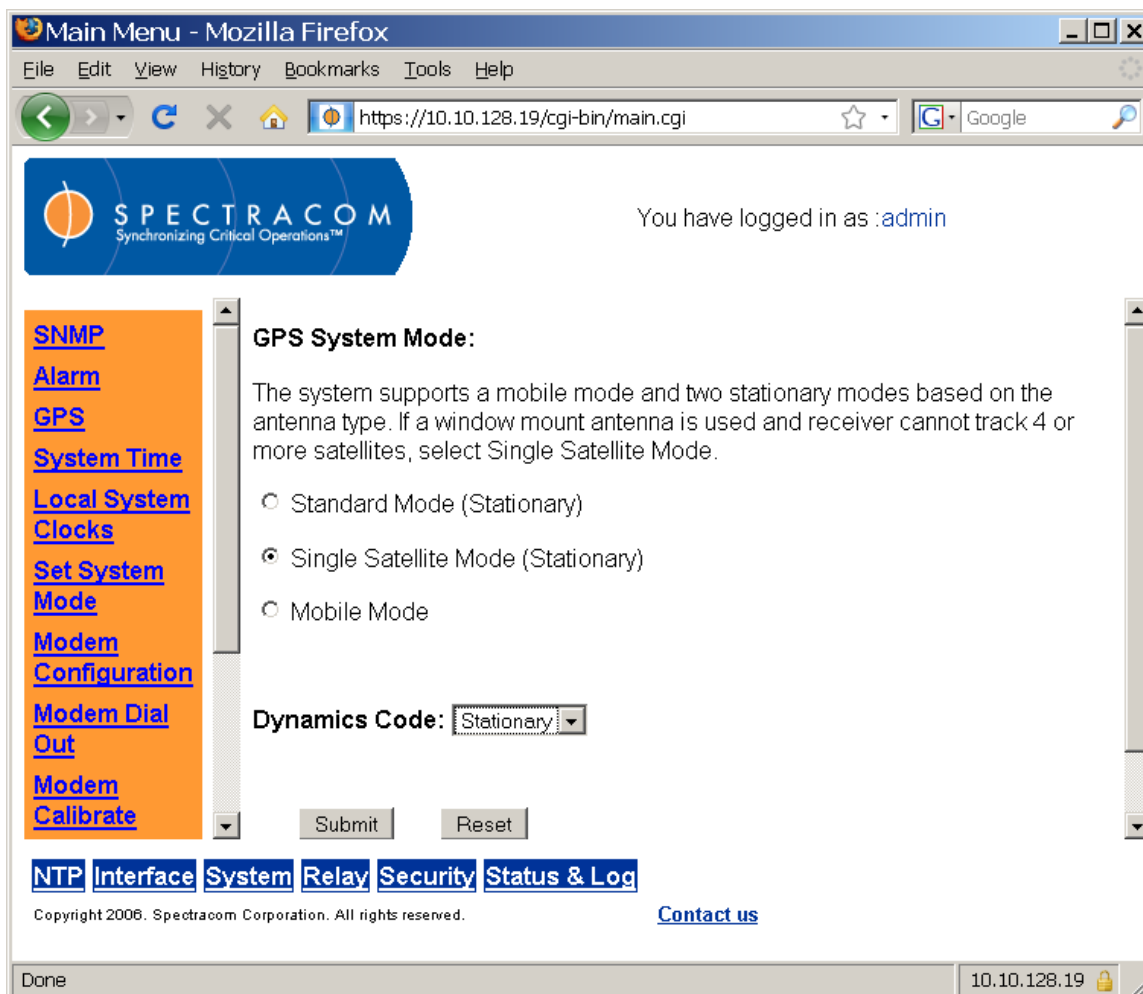 Main Menu - Mozilla Firefox
File Edit View History Bookmarks Tools Help
https://10.10.128.19/cgi-bin/main.cgi
G
Google
SPECTRACOM
Synchronizing Critical Operations™
You have logged in as :admin
SNMP
Alarm
GPS
System Time
Local System
Clocks
Set System
Mode
Modem
Configuration
Modem Dial
Out
Modem
Calibrate
GPS System Mode:
The system supports a mobile mode and two stationary modes based on the
antenna type. If a window mount antenna is used and receiver cannot track 4 or
more satellites, select Single Satellite Mode.
Standard Mode (Stationary)
Single Satellite Mode (Stationary)
Mobile Mode
Dynamics Code: Stationary
Submit Reset
NTP Interface System Relay Security Status & Log
Copyright 2006. Spectracom Corporation. All rights reserved.
Contact us
Done
10.10.128.19